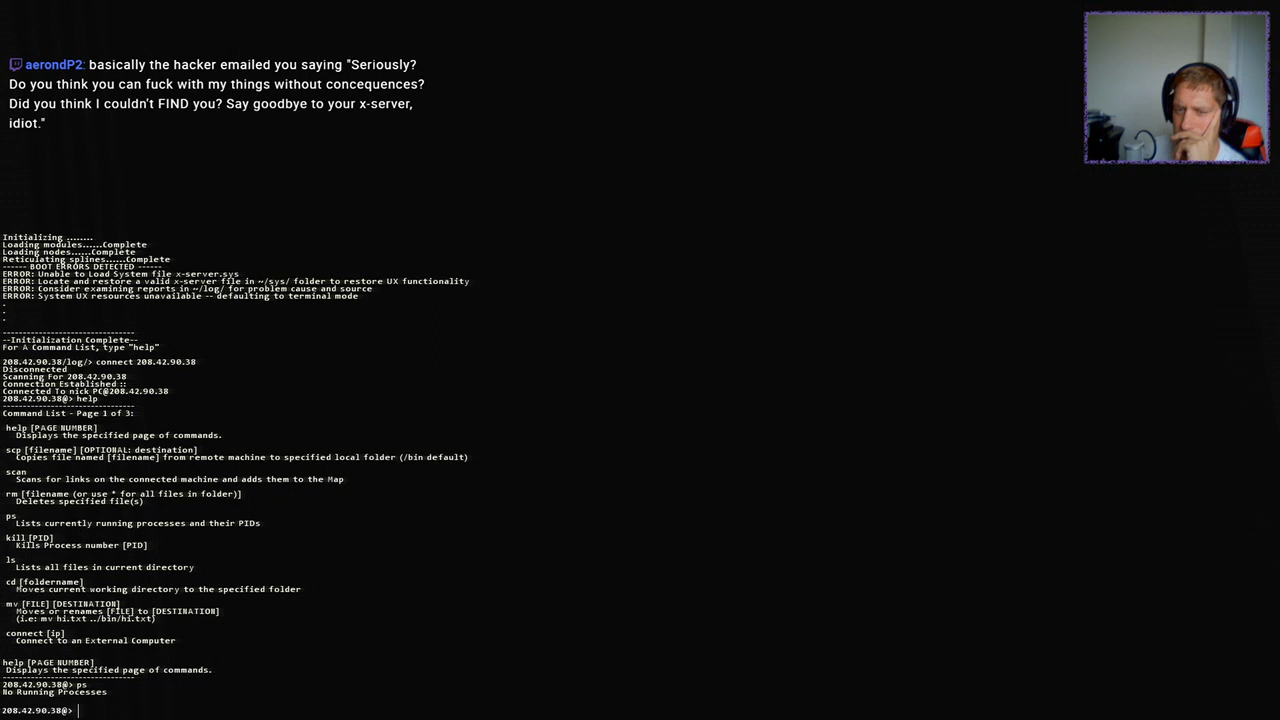 aerondP2: basically the hacker emailed you saying "Seriously?
Do you think you can fuck with my things without concequences?
Did you think I couldn't FIND you? Say goodbye to your x-server,
idiot."
Initializing ........
Loading modules......Complete
Loading nodes......Complete
Reticulating splines......Complete
------ BOOT ERRORS DETECTED ------
ERROR: Unable to Load System file x-server.sys
ERROR: Locate and restore a valid x-server file in ~/sys/ folder to restore UX functionality
ERROR: Consider examining reports in ~/log/ for problem cause and source
ERROR: System UX resources unavailable -- defaulting to terminal mode
.
.
.
----------------------------------
--Initialization Complete--
For A Command List, type "help"
208.42.90.38/log/> connect 208.42.90.38
Disconnected
Scanning For 208.42.90.38
Connection Established ::
Connected To nick PC@208.42.90.38
208.42.90.38@> help
----------------------------------
Command List - Page 1 of 3:
help [PAGE NUMBER]
Displays the specified page of commands.
scp [filename] [OPTIONAL: destination]
Copies file named [filename] from remote machine to specified local folder (/bin default)
scan
Scans for links on the connected machine and adds them to the Map
rm [filename (or use * for all files in folder)]
Deletes specified file(s)
ps
Lists currently running processes and their PIDs
kill [PID]
Kills Process number [PID]
ls
Lists all files in current directory
cd [foldername]
Moves current working directory to the specified folder
mv [FILE] [DESTINATION]
Moves or renames [FILE] to [DESTINATION]
(i.e: mv hi.txt ../bin/hi.txt)
connect [ip]
Connect to an External Computer
help [PAGE NUMBER]
Displays the specified page of commands.
----------------------------------
208.42.90.38@> ps
No Running Processes
208.42.90.38@>